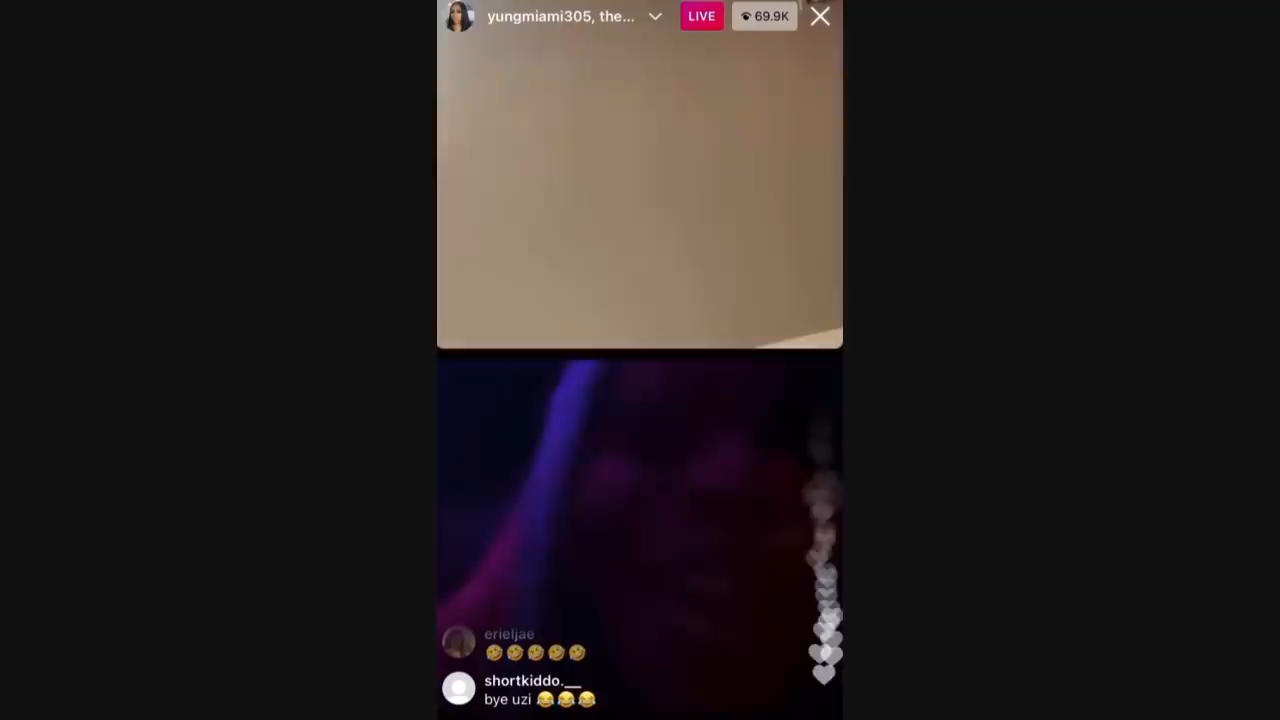 yungmiami305, the... LIVE 69.9K
erieljae
🤣🤣🤣🤣🤣
shortkiddo.__
bye uzi 😂😂😂